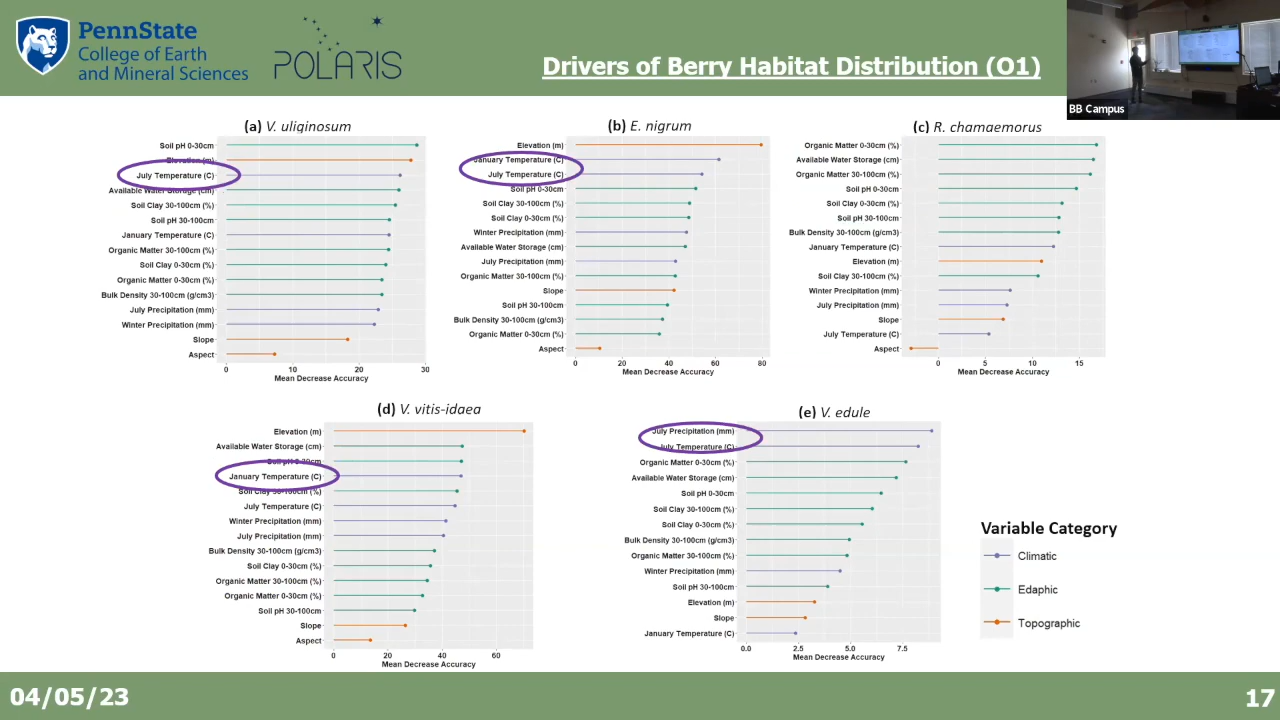 PennState
College of Earth
and Mineral Sciences
POLARIS
Drivers of Berry Habitat Distribution (O1)
BB Campus
(a) V. uliginosum
Soil pH 0-30cm
Elevation (m)
July Temperature (C)
Available Water Storage (cm)
Soil Clay 30-100cm (%)
Soil pH 30-100cm
January Temperature (C)
Organic Matter 30-100cm (%)
Soil Clay 0-30cm (%)
Organic Matter 0-30cm (%)
Bulk Density 30-100cm (g/cm3)
July Precipitation (mm)
Winter Precipitation (mm)
Slope
Aspect
0 10 20 30
Mean Decrease Accuracy
(b) E. nigrum
Elevation (m)
January Temperature (C)
July Temperature (C)
Soil pH 0-30cm
Soil Clay 30-100cm (%)
Soil Clay 0-30cm (%)
Winter Precipitation (mm)
Available Water Storage (cm)
July Precipitation (mm)
Organic Matter 30-100cm (%)
Slope
Soil pH 30-100cm
Bulk Density 30-100cm (g/cm3)
Organic Matter 0-30cm (%)
Aspect
0 20 40 60 80
Mean Decrease Accuracy
(c) R. chamaemorus
Organic Matter 0-30cm (%)
Available Water Storage (cm)
Organic Matter 30-100cm (%)
Soil pH 0-30cm
Soil Clay 0-30cm (%)
Soil pH 30-100cm
Bulk Density 30-100cm (g/cm3)
January Temperature (C)
Elevation (m)
Soil Clay 30-100cm (%)
Winter Precipitation (mm)
July Precipitation (mm)
Slope
July Temperature (C)
Aspect
0 5 10 15
Mean Decrease Accuracy
(d) V. vitis-idaea
Elevation (m)
Available Water Storage (cm)
Soil pH 0-30cm
January Temperature (C)
Soil Clay 30-100cm (%)
July Temperature (C)
Winter Precipitation (mm)
July Precipitation (mm)
Bulk Density 30-100cm (g/cm3)
Soil Clay 0-30cm (%)
Organic Matter 30-100cm (%)
Organic Matter 0-30cm (%)
Soil pH 30-100cm
Slope
Aspect
0 20 40 60
Mean Decrease Accuracy
(e) V. edule
July Precipitation (mm)
July Temperature (C)
Organic Matter 0-30cm (%)
Available Water Storage (cm)
Soil pH 0-30cm
Soil Clay 30-100cm (%)
Soil Clay 0-30cm (%)
Bulk Density 30-100cm (g/cm3)
Organic Matter 30-100cm (%)
Winter Precipitation (mm)
Soil pH 30-100cm
Elevation (m)
Slope
January Temperature (C)
0.0 2.5 5.0 7.5
Mean Decrease Accuracy
Variable Category
Climatic
Edaphic
Topographic
04/05/23
17